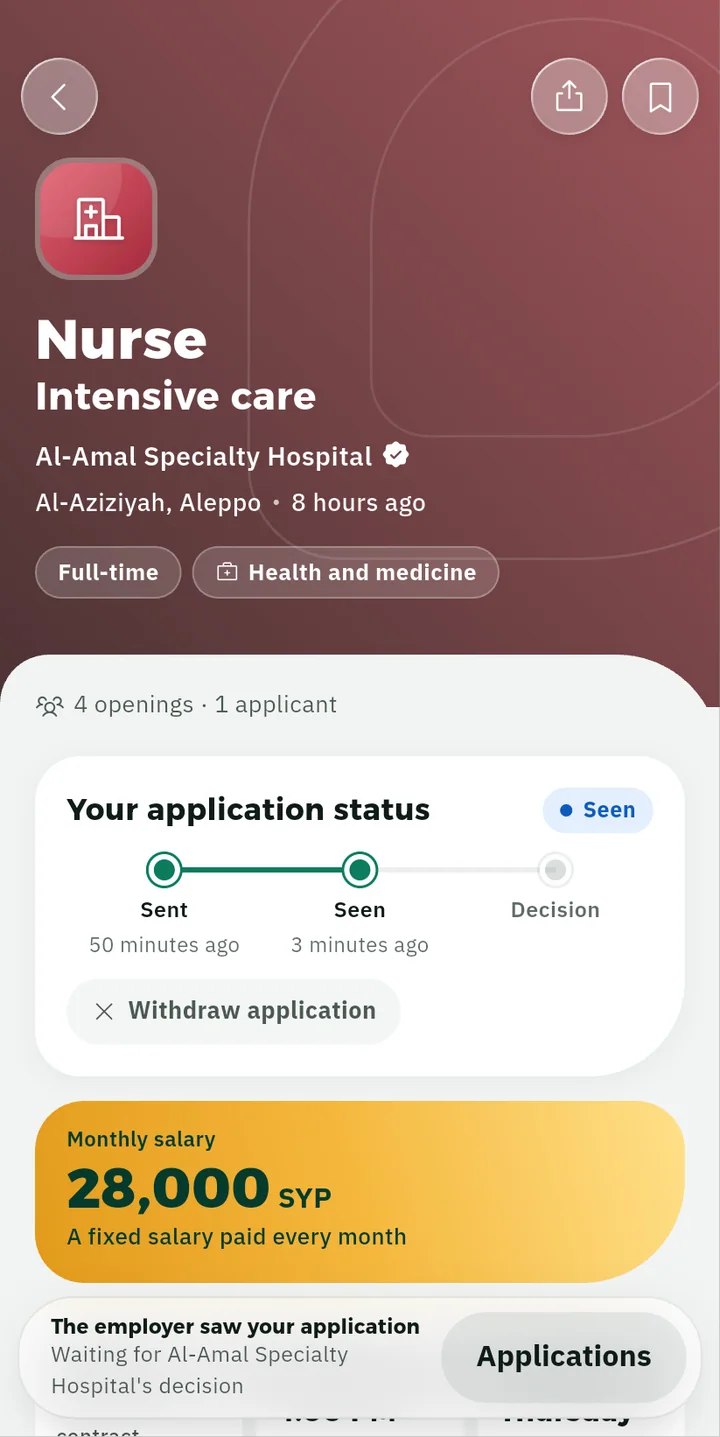 Nurse
Intensive care
Al-Amal Specialty Hospital
Al-Aziziyah, Aleppo • 8 hours ago
Full-time
Health and medicine
4 openings · 1 applicant
Your application status
Seen
Sent
Seen
Decision
50 minutes ago
3 minutes ago
Withdraw application
Monthly salary
28,000 SYP
A fixed salary paid every month
The employer saw your application
Waiting for Al-Amal Specialty
Hospital's decision
Applications
Thursday
contract